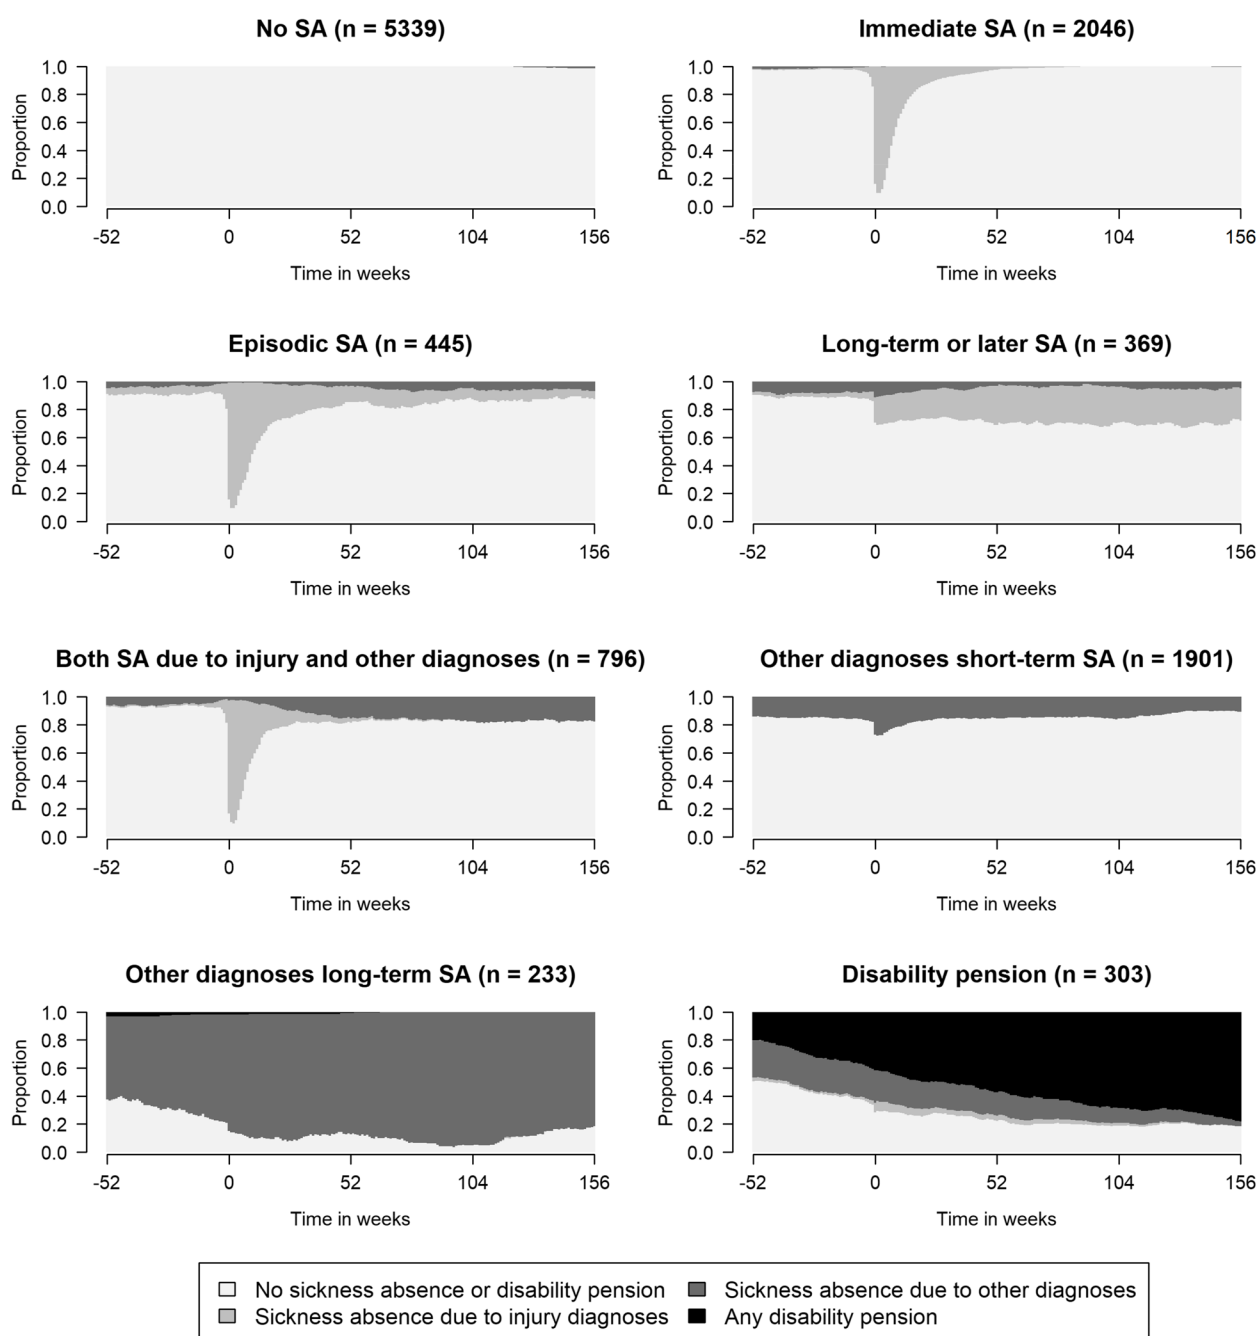 No SA (n = 5339)
Proportion
1.0
0.8
0.6
0.4
0.2
0.0
-52 0 52 104 156
Time in weeks
Immediate SA (n = 2046)
Proportion
1.0
0.8
0.6
0.4
0.2
0.0
-52 0 52 104 156
Time in weeks
Episodic SA (n = 445)
Proportion
1.0
0.8
0.6
0.4
0.2
0.0
-52 0 52 104 156
Time in weeks
Long-term or later SA (n = 369)
Proportion
1.0
0.8
0.6
0.4
0.2
0.0
-52 0 52 104 156
Time in weeks
Both SA due to injury and other diagnoses (n = 796)
Proportion
1.0
0.8
0.6
0.4
0.2
0.0
-52 0 52 104 156
Time in weeks
Other diagnoses short-term SA (n = 1901)
Proportion
1.0
0.8
0.6
0.4
0.2
0.0
-52 0 52 104 156
Time in weeks
Other diagnoses long-term SA (n = 233)
Proportion
1.0
0.8
0.6
0.4
0.2
0.0
-52 0 52 104 156
Time in weeks
Disability pension (n = 303)
Proportion
1.0
0.8
0.6
0.4
0.2
0.0
-52 0 52 104 156
Time in weeks
No sickness absence or disability pension
Sickness absence due to injury diagnoses
Sickness absence due to other diagnoses
Any disability pension